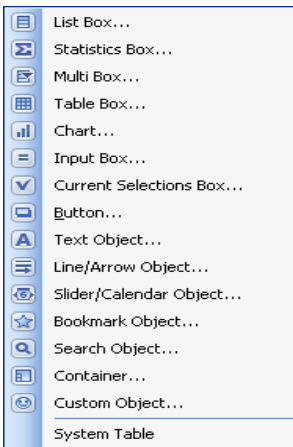 List Box...
Statistics Box...
Multi Box...
Table Box...
Chart...
Input Box...
Current Selections Box...
Button...
Text Object...
Line/Arrow Object...
Slider/Calendar Object...
Bookmark Object...
Search Object...
Container...
Custom Object...
System Table